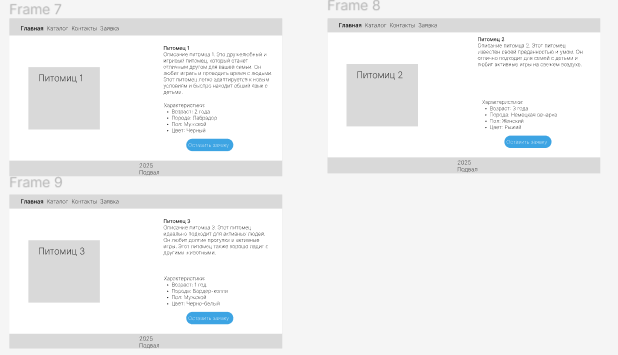 Frame 7
Главная Каталог Контакты Заявка
Питомиц 1
Питомец 1
Описание питомца 1. Это дружелюбный и
игривый питомец, который станет
отличным другом для вашей семьи. Он
любит играть и проводить время с людьми.
Этот питомец легко адаптируется к новым
условиям и быстро находит общий язык с
детьми.
Характеристики:
Возраст: 2 года
Порода: Лабрадор
Пол: Мужской
Цвет: Черный
Оставить заявку
2025
Подвал
Frame 8
Главная Каталог Контакты Заявка
Питомиц 2
Питомец 2
Описание питомца 2. Этот питомец
известен своей преданностью и умом. Он
отлично подходит для семей с детьми и
любит активные игры на свежем воздухе.
Характеристики:
Возраст: 3 года
Порода: Немецкая овчарка
Пол: Женский
Цвет: Рыжий
Оставить заявку
2025
Подвал
Frame 9
Главная Каталог Контакты Заявка
Питомиц 3
Питомец 3
Описание питомца 3. Этот питомец
идеально подходит для активных людей.
Он любит долгие прогулки и активные
игры. Этот питомец также хорошо ладит с
другими животными.
Характеристики:
Возраст: 1 год
Порода: Бордер-колли
Пол: Мужской
Цвет: Черно-белый
Оставить заявку
2025
Подвал